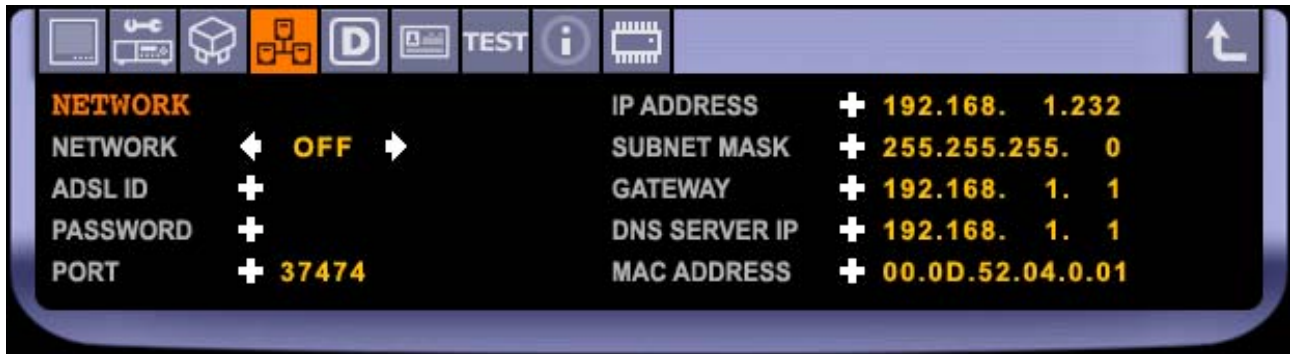 D TEST i
NETWORK
NETWORK OFF
ADSL ID
PASSWORD
PORT 37474
IP ADDRESS 192.168. 1.232
SUBNET MASK 255.255.255. 0
GATEWAY 192.168. 1. 1
DNS SERVER IP 192.168. 1. 1
MAC ADDRESS 00.0D.52.04.0.01